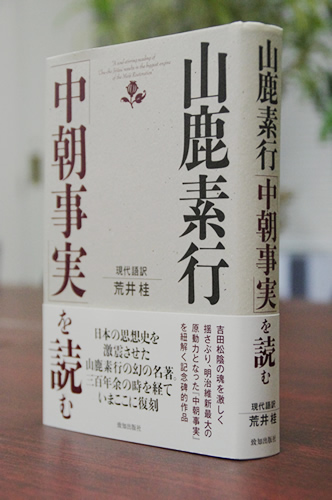 山鹿素行
「中朝事実」を読む
現代語訳
荒井桂
日本の思想史を
激震させた
山鹿素行の幻の名著。
三百年余の時を経て
いまここに復刻
致知出版社
吉田松陰の魂を激しく
揺さぶり、明治維新最大の
原動力となった「中朝事実」
を紐解く記念碑的作品
山鹿素行「中朝事実」を読む
現代語訳
荒井桂
致知出版社